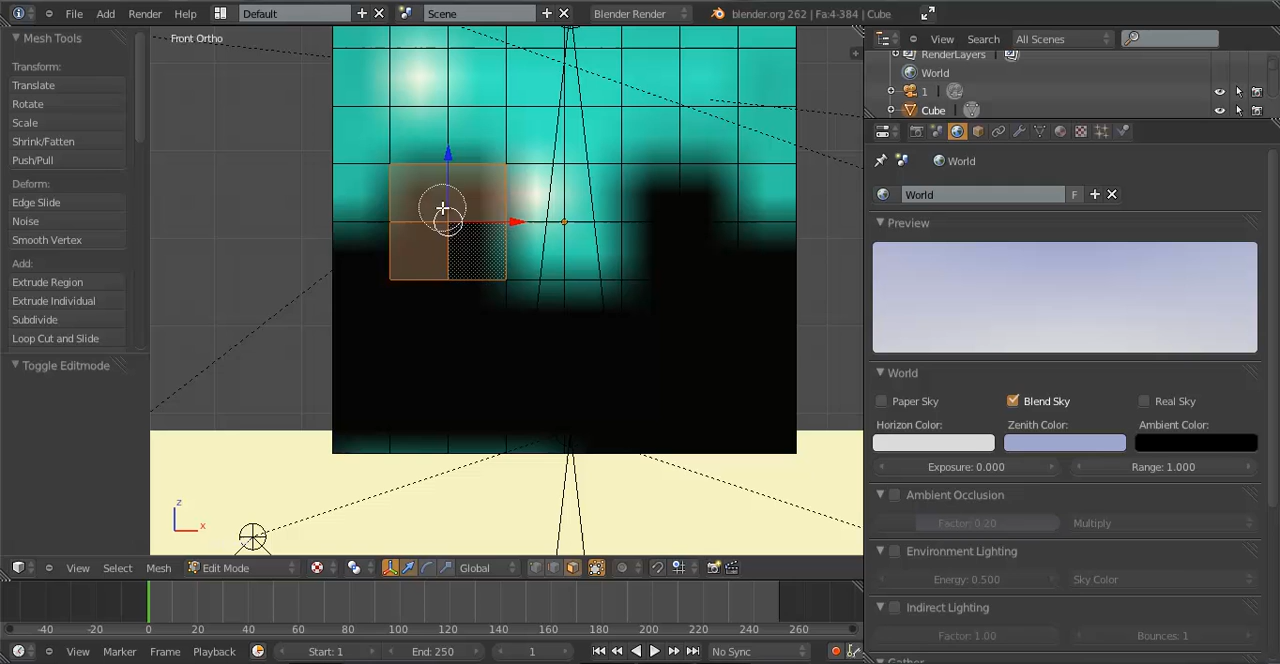 File Add Render Help Default Scene Blender Render blender.org 262 | Fa:4-384 | Cube
Mesh Tools
Transform:
Translate
Rotate
Scale
Shrink/Fatten
Push/Pull
Deform:
Edge Slide
Noise
Smooth Vertex
Add:
Extrude Region
Extrude Individual
Subdivide
Loop Cut and Slide
Toggle Editmode
Front Ortho
z
x
View Select Mesh Edit Mode Global
-40 -20 0 20 40 60 80 100 120 140 160 180 200 220 240 260
View Marker Frame Playback Start: 1 End: 250 1 No Sync
View Search All Scenes
RenderLayers
World
1
Cube
World
World F
Preview
World
Paper Sky Blend Sky Real Sky
Horizon Color: Zenith Color: Ambient Color:
Exposure: 0.000 Range: 1.000
Ambient Occlusion
Factor: 0.20 Multiply
Environment Lighting
Energy: 0.500 Sky Color
Indirect Lighting
Factor: 1.00 Bounces: 1
Gather